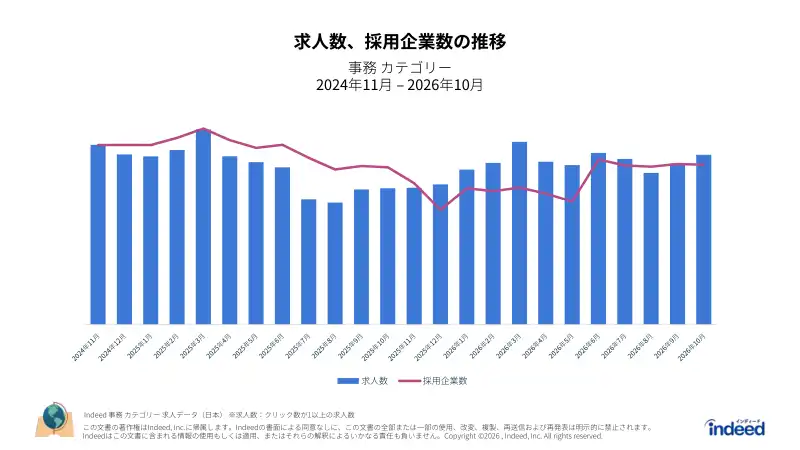 求人数、採用企業数の推移
事務 カテゴリー
2024年11月 – 2026年10月
2024年11月
2024年12月
2025年1月
2025年2月
2025年3月
2025年4月
2025年5月
2025年6月
2025年7月
2025年8月
2025年9月
2025年10月
2025年11月
2025年12月
2026年1月
2026年2月
2026年3月
2026年4月
2026年5月
2026年6月
2026年7月
2026年8月
2026年9月
2026年10月
求人数
採用企業数
Indeed 事務 カテゴリー 求人データ（日本） ※求人数：クリック数が1以上の求人数
この文書の著作権はIndeed, Inc.に帰属します。Indeedの書面による同意なしに、この文書の全部または一部の使用、改変、複製、再送信および再発表は明示的に禁止されます。
Indeedはこの文書に含まれる情報の使用もしくは適用、またはそれらの解釈によるいかなる責任も負いません。Copyright ©2026 , Indeed, Inc. All rights reserved.
インディード
indeed